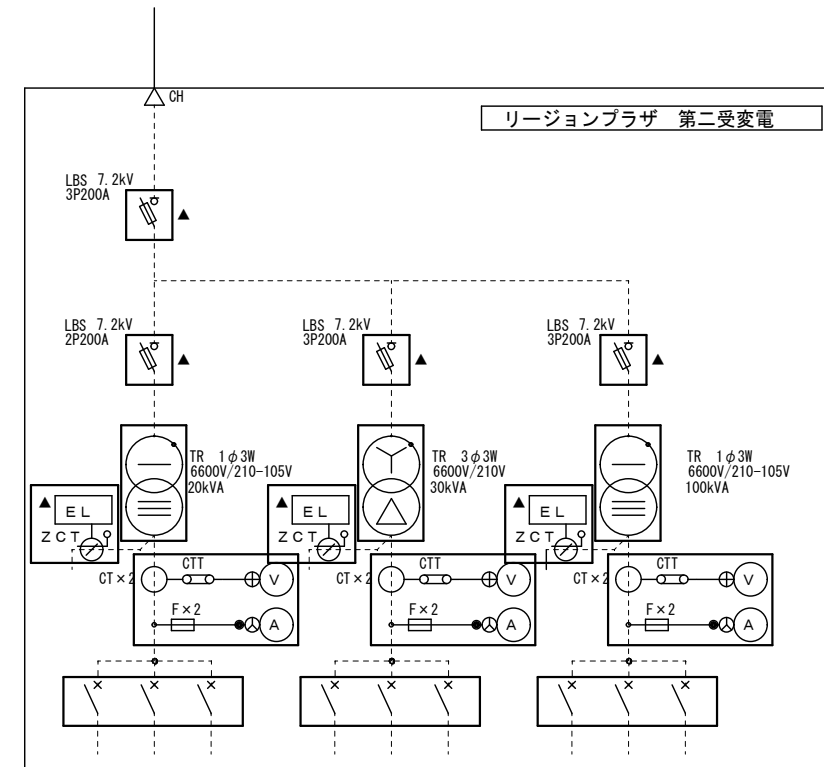 CH
リージョンプラザ 第二受変電
LBS 7.2kV
3P200A
▲
LBS 7.2kV
2P200A
▲
LBS 7.2kV
3P200A
▲
LBS 7.2kV
3P200A
▲
TR 1φ3W
6600V/210-105V
20kVA
TR 3φ3W
6600V/210V
30kVA
TR 1φ3W
6600V/210-105V
100kVA
▲
EL
ZCT
▲
EL
ZCT
▲
EL
ZCT
CT×2
CTT
V
F×2
A
CT×2
CTT
V
F×2
A
CT×2
CTT
V
F×2
A